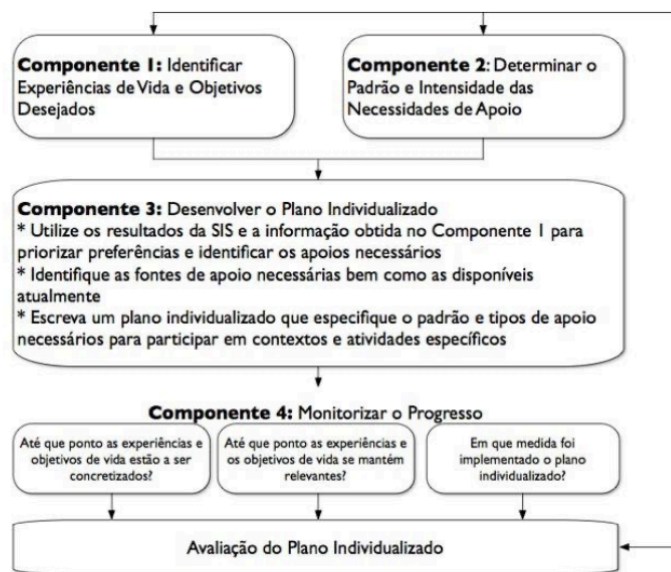 Componente 1: Identificar
Experiências de Vida e Objetivos
Desejados
Componente 2: Determinar o
Padrão e Intensidade das
Necessidades de Apoio
Componente 3: Desenvolver o Plano Individualizado
* Utilize os resultados da SIS e a informação obtida no Componente 1 para
priorizar preferências e identificar os apoios necessários
* Identifique as fontes de apoio necessárias bem como as disponíveis
atualmente
* Escreva um plano individualizado que especifique o padrão e tipos de apoio
necessários para participar em contextos e atividades específicos
Componente 4: Monitorizar o Progresso
Até que ponto as experiências e
objetivos de vida estão a ser
concretizados?
Até que ponto as experiências e
os objetivos de vida se mantém
relevantes?
Em que medida foi
implementado o plano
individualizado?
Avaliação do Plano Individualizado